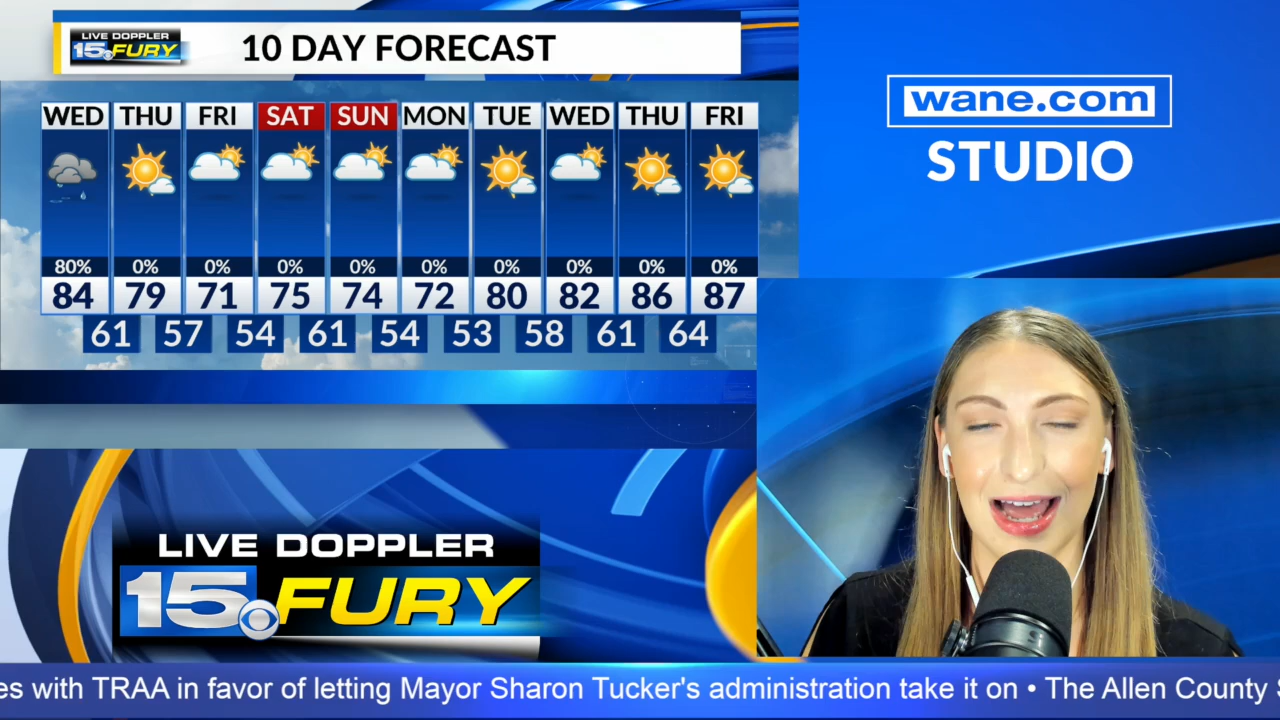 LIVE DOPPLER
15 FURY
10 DAY FORECAST
WED THU FRI SAT SUN MON TUE WED THU FRI
80% 0% 0% 0% 0% 0% 0% 0% 0% 0%
84 79 71 75 74 72 80 82 86 87
61 57 54 61 54 53 58 61 64
wane.com
STUDIO
LIVE DOPPLER
15 FURY
es with TRAA in favor of letting Mayor Sharon Tucker's administration take it on • The Allen County S